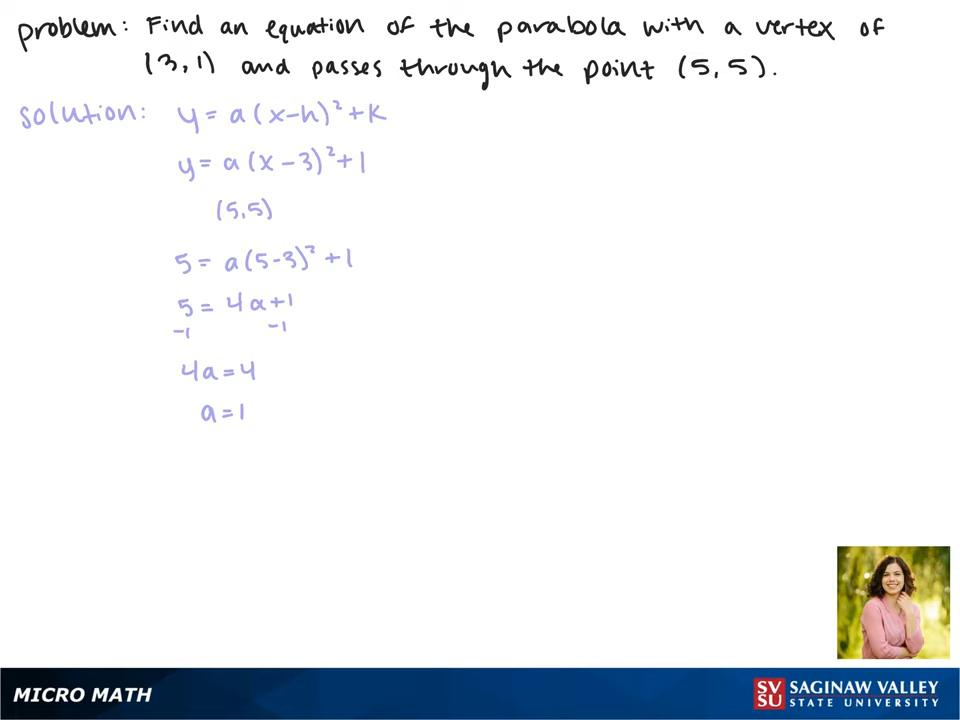 problem: Find an equation of the parabola with a vertex of
(3,1) and passes through the point (5,5).
solution: y = a(x-h)² + k
y = a(x-3)² + 1
(5,5)
5 = a(5-3)² + 1
5 = 4a+1
-1 -1
4a = 4
a = 1
MICRO MATH
SV SU SAGINAW VALLEY
STATE UNIVERSITY